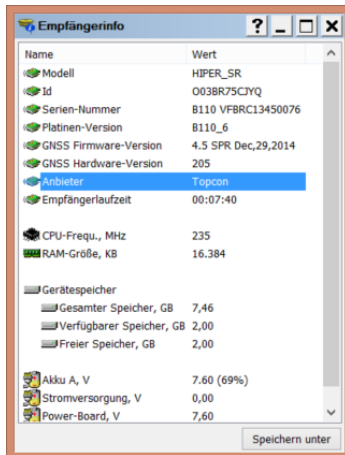 Empfängerinfo
Name Wert
Modell HIPER_SR
Id O03BR75CJYQ
Serien-Nummer B110 VFBRC13450076
Platinen-Version B110_6
GNSS Firmware-Version 4.5 SPR Dec,29,2014
GNSS Hardware-Version 205
Anbieter Topcon
Empfängerlaufzeit 00:07:40
CPU-Frequ., MHz 235
RAM-Größe, KB 16.384
Gerätespeicher
Gesamter Speicher, GB 7,46
Verfügbarer Speicher, GB 2,00
Freier Speicher, GB 2,00
Akku A, V 7.60 (69%)
Stromversorgung, V 0,00
Power-Board, V 7,60
Speichern unter